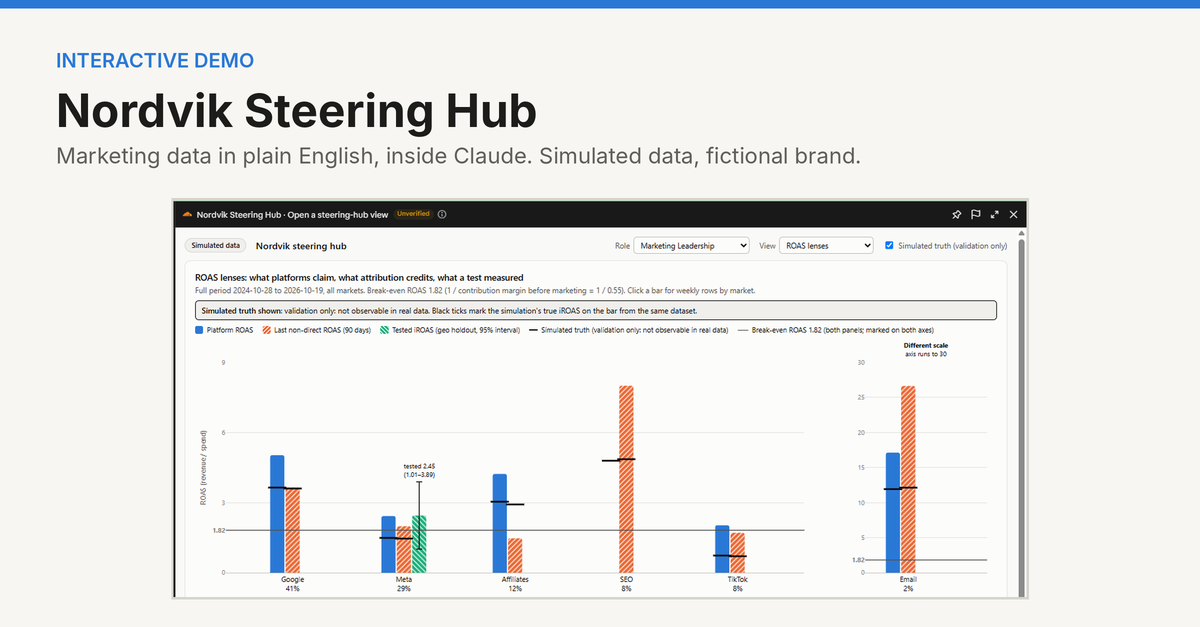 INTERACTIVE DEMO
Nordvik Steering Hub
Marketing data in plain English, inside Claude. Simulated data, fictional brand.
Nordvik Steering Hub · Open a steering-hub view Unverified
Simulated data Nordvik steering hub Role Marketing Leadership View ROAS lenses Simulated truth (validation only)
ROAS lenses: what platforms claim, what attribution credits, what a test measured
Full period 2024-10-28 to 2026-10-19, all markets. Break-even ROAS 1.82 (1 / contribution margin before marketing = 1 / 0.55). Click a bar for weekly rows by market.
Simulated truth shown: validation only: not observable in real data. Black ticks mark the simulation's true iROAS on the bar from the same dataset.
Platform ROAS Last non-direct ROAS (90 days) Tested iROAS (geo holdout, 95% interval) Simulated truth (validation only: not observable in real data) Break-even ROAS 1.82 (both panels; marked on both axes)
Different scale
axis runs to 30
9
6
3
1.82
0
ROAS (revenue / spend)
tested 2.45
(1.01–3.89)
30
25
20
15
10
5
1.82
0
Google
41%
Meta
29%
Affiliates
12%
SEO
8%
TikTok
8%
Email
2%